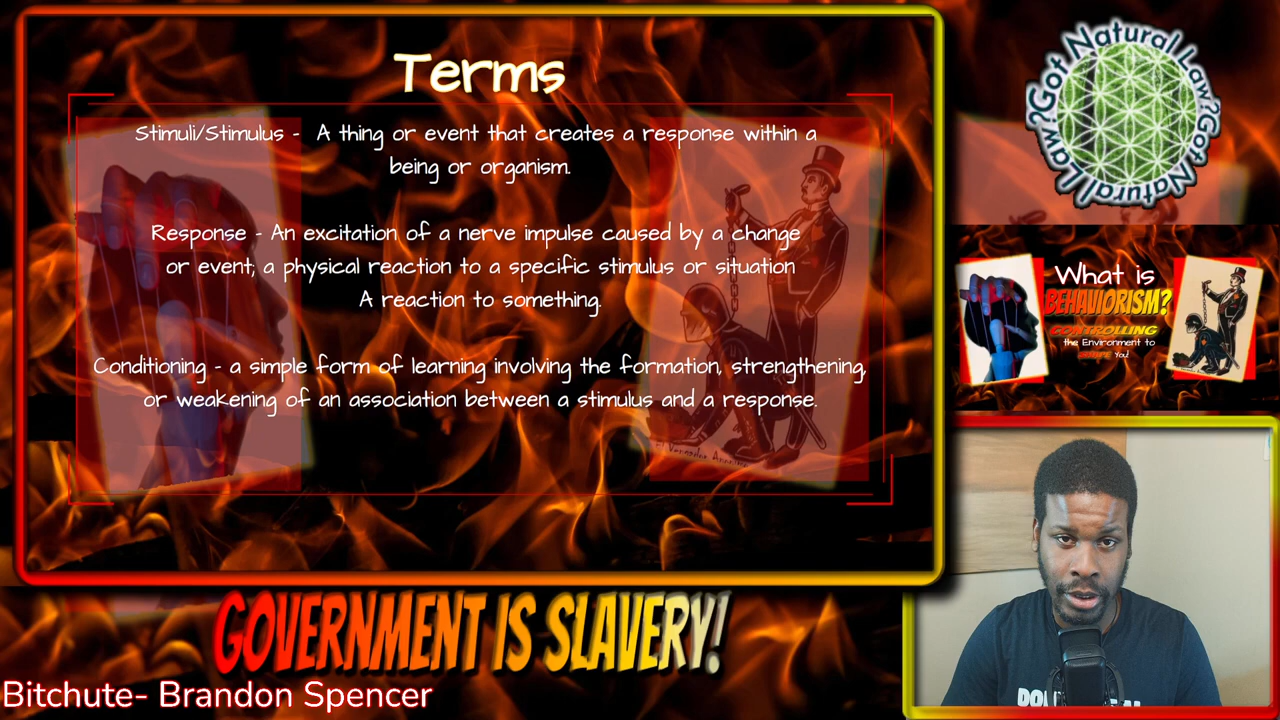 Terms
Stimuli/Stimulus - A thing or event that creates a response within a
being or organism.
Response - An excitation of a nerve impulse caused by a change
or event; a physical reaction to a specific stimulus or situation
A reaction to something.
Conditioning - a simple form of learning involving the formation, strengthening,
or weakening of an association between a stimulus and a response.
Got Natural Law?Got Natural Law?
What is
BEHAVIORISM?
CONTROLLING
the Environment to
You!
GOVERNMENT IS SLAVERY!
Bitchute- Brandon Spencer